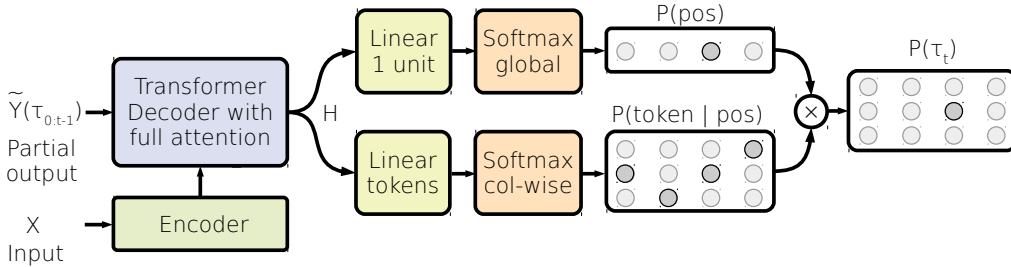 Ỹ(τ0:t-1)
Partial
output
X
Input
Transformer
Decoder with
full attention
Encoder
H
Linear
1 unit
Softmax
global
P(pos)
Linear
tokens
Softmax
col-wise
P(token | pos)
×
P(τt)